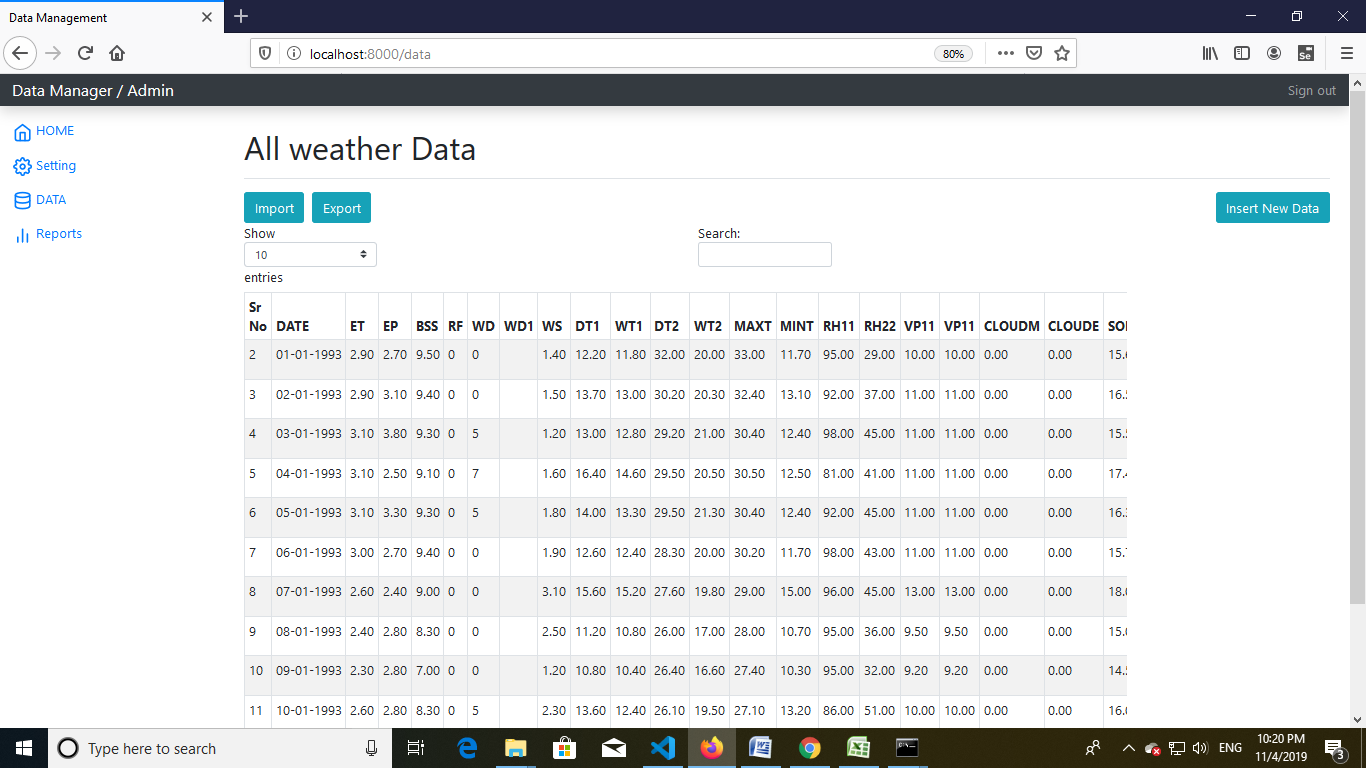 Data Management
localhost:8000/data
80%
Se
Data Manager / Admin
Sign out
HOME
Setting
DATA
Reports
All weather Data
Import Export Insert New Data
Show
10
entries
Search:
Sr No DATE ET EP BSS RF WD WD1 WS DT1 WT1 DT2 WT2 MAXT MINT RH11 RH22 VP11 VP11 CLOUDM CLOUDE
2 01-01-1993 2.90 2.70 9.50 0 0 1.40 12.20 11.80 32.00 20.00 33.00 11.70 95.00 29.00 10.00 10.00 0.00 0.00
3 02-01-1993 2.90 3.10 9.40 0 0 1.50 13.70 13.00 30.20 20.30 32.40 13.10 92.00 37.00 11.00 11.00 0.00 0.00
4 03-01-1993 3.10 3.80 9.30 0 5 1.20 13.00 12.80 29.20 21.00 30.40 12.40 98.00 45.00 11.00 11.00 0.00 0.00
5 04-01-1993 3.10 2.50 9.10 0 7 1.60 16.40 14.60 29.50 20.50 30.50 12.50 81.00 41.00 11.00 11.00 0.00 0.00
6 05-01-1993 3.10 3.30 9.30 0 5 1.80 14.00 13.30 29.50 21.30 30.40 12.40 92.00 45.00 11.00 11.00 0.00 0.00
7 06-01-1993 3.00 2.70 9.40 0 0 1.90 12.60 12.40 28.30 20.00 30.20 11.70 98.00 43.00 11.00 11.00 0.00 0.00
8 07-01-1993 2.60 2.40 9.00 0 0 3.10 15.60 15.20 27.60 19.80 29.00 15.00 96.00 45.00 13.00 13.00 0.00 0.00
9 08-01-1993 2.40 2.80 8.30 0 0 2.50 11.20 10.80 26.00 17.00 28.00 10.70 95.00 36.00 9.50 9.50 0.00 0.00
10 09-01-1993 2.30 2.80 7.00 0 0 1.20 10.80 10.40 26.40 16.60 27.40 10.30 95.00 32.00 9.20 9.20 0.00 0.00
11 10-01-1993 2.60 2.80 8.30 0 5 2.30 13.60 12.40 26.10 19.50 27.10 13.20 86.00 51.00 10.00 10.00 0.00 0.00
Type here to search
ENG
10:20 PM
11/4/2019
3